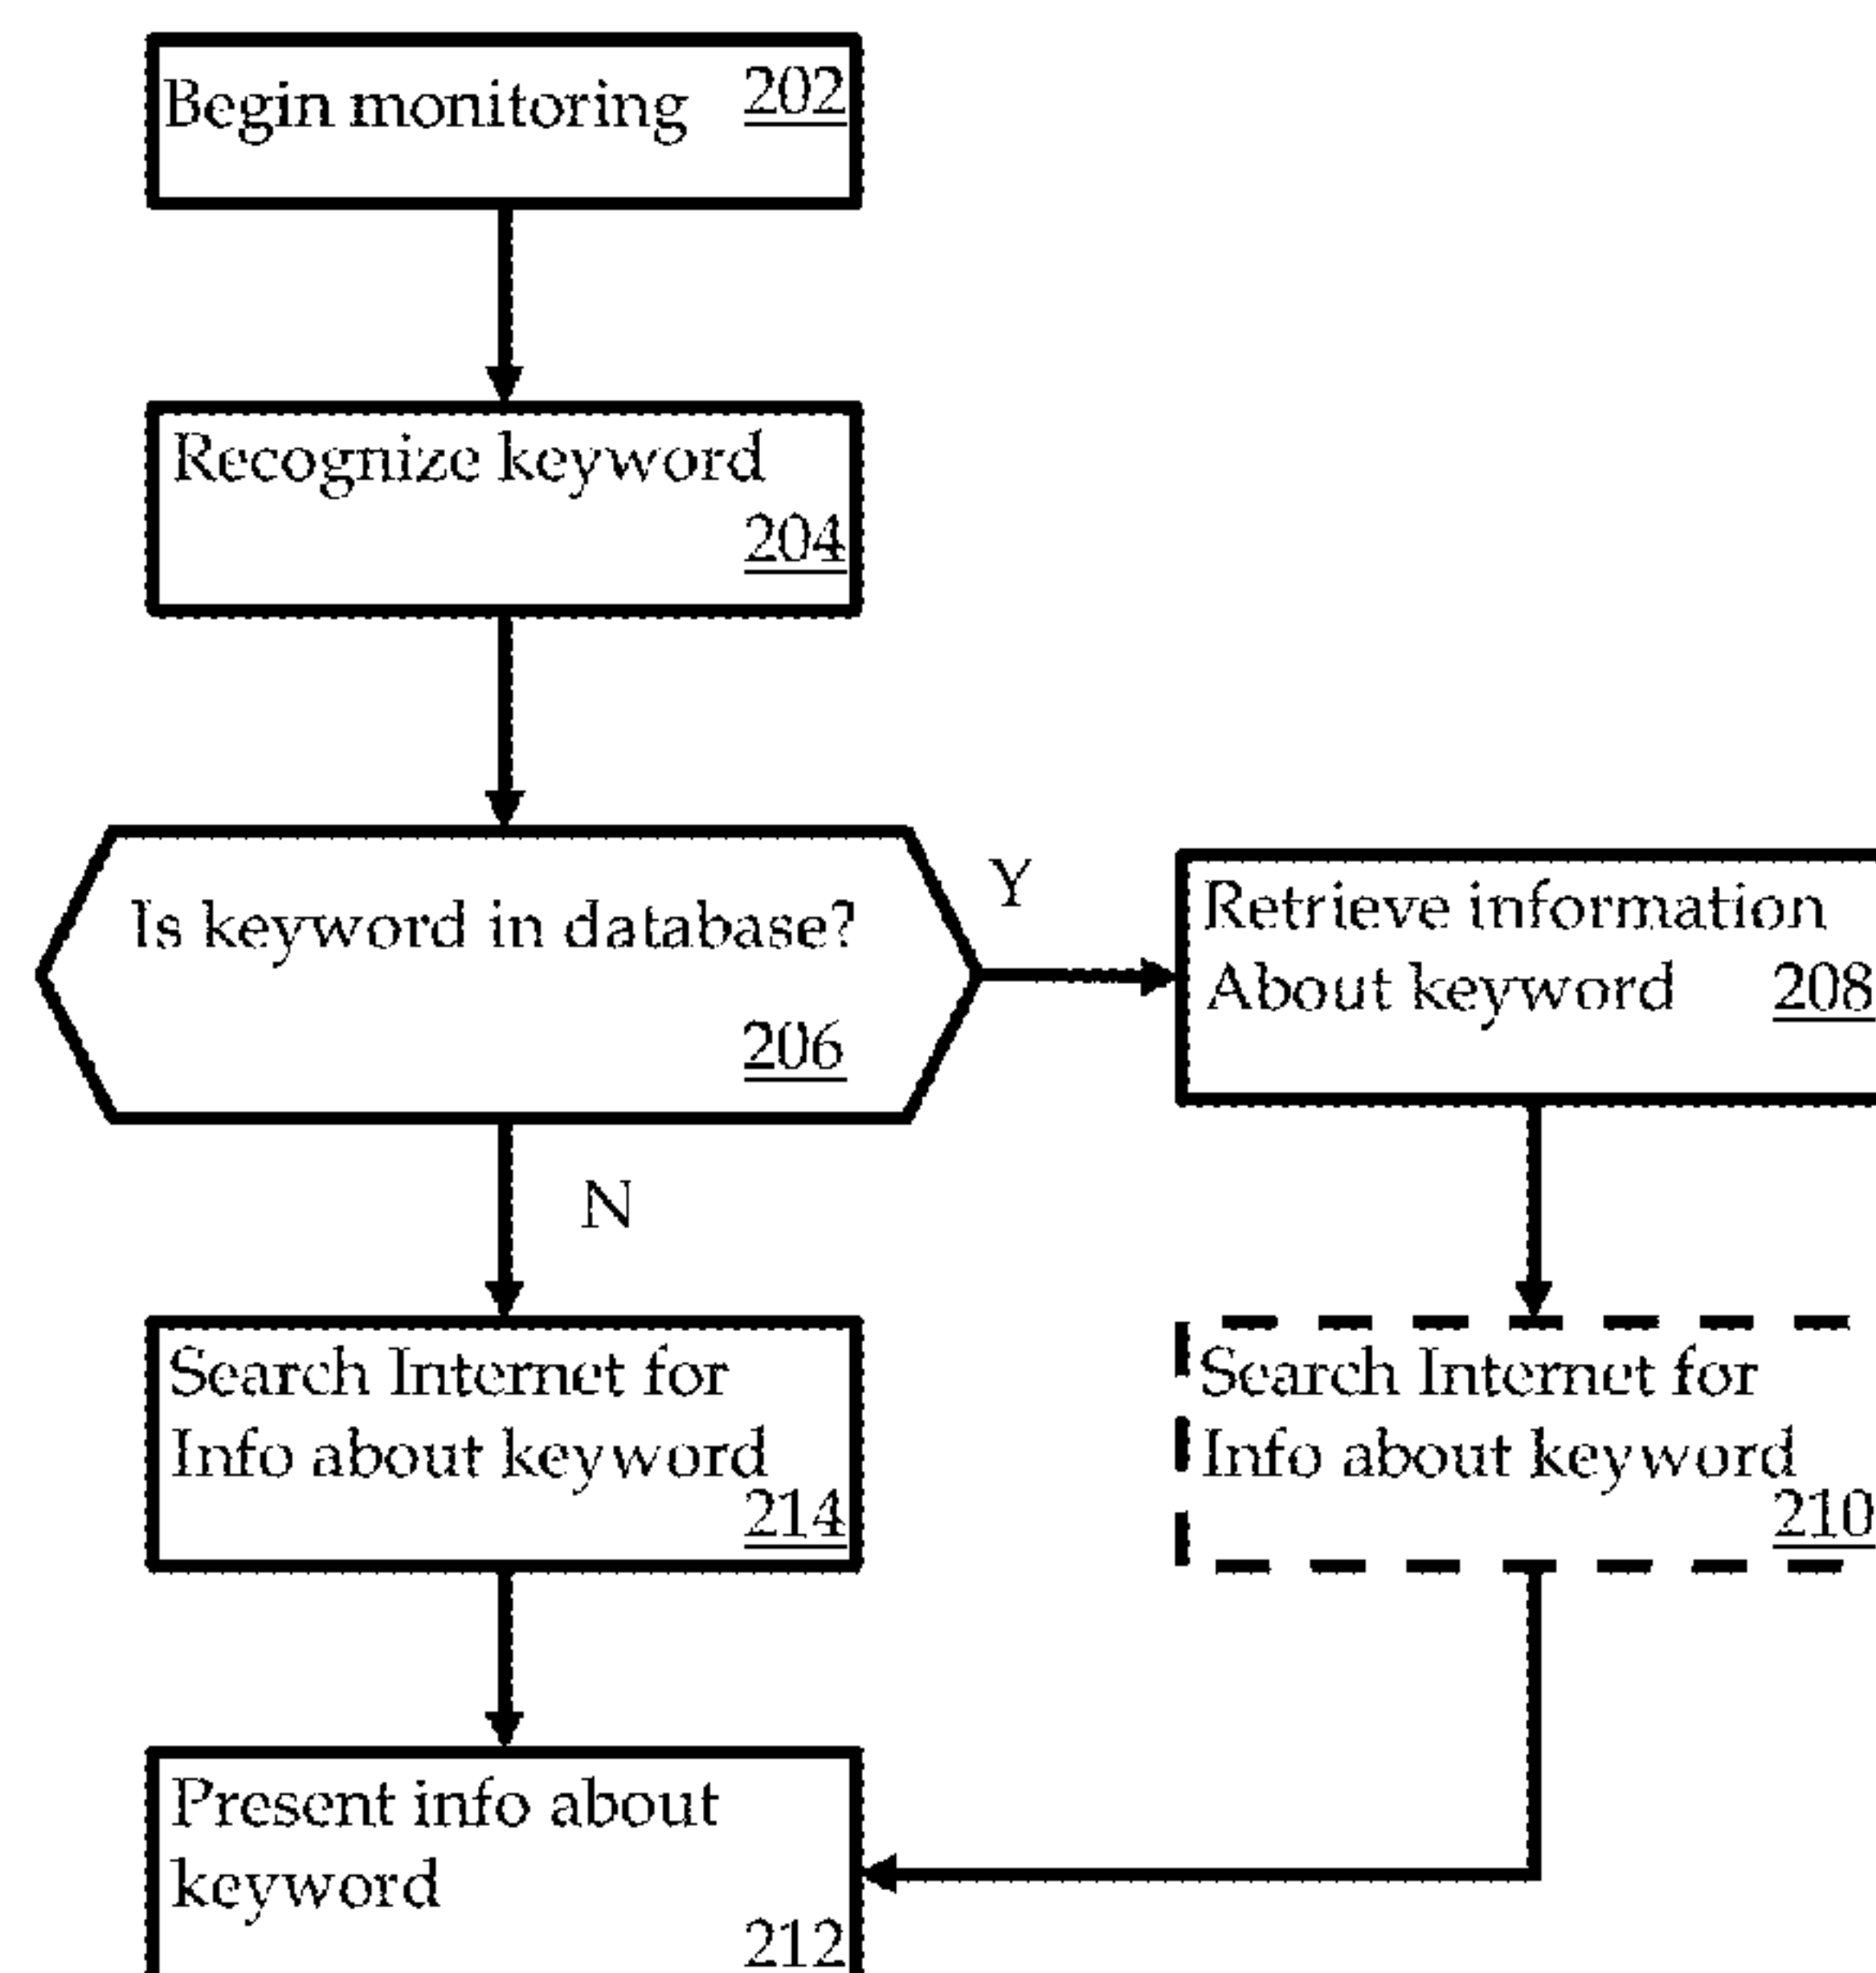 Begin monitoring 202
Recognize keyword
204
Is keyword in database?
206
Y
Retrieve information
About keyword 208
N
Search Internet for
Info about keyword
214
Search Internet for
Info about keyword
210
Present info about
keyword
212